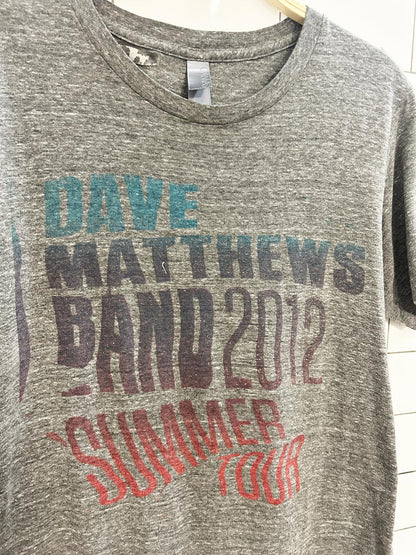 DAVE
MATTHEWS
BAND 2012
SUMMER
TOUR